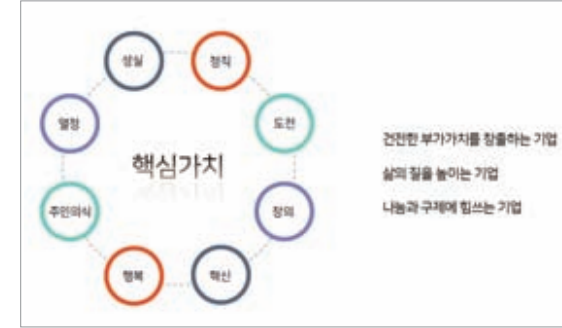 성실
정직
열정
도전
핵심가치
주인의식
창의
행복
혁신
건전한 부가가치를 창출하는 기업
삶의 질을 높이는 기업
나눔과 구제에 힘쓰는 기업